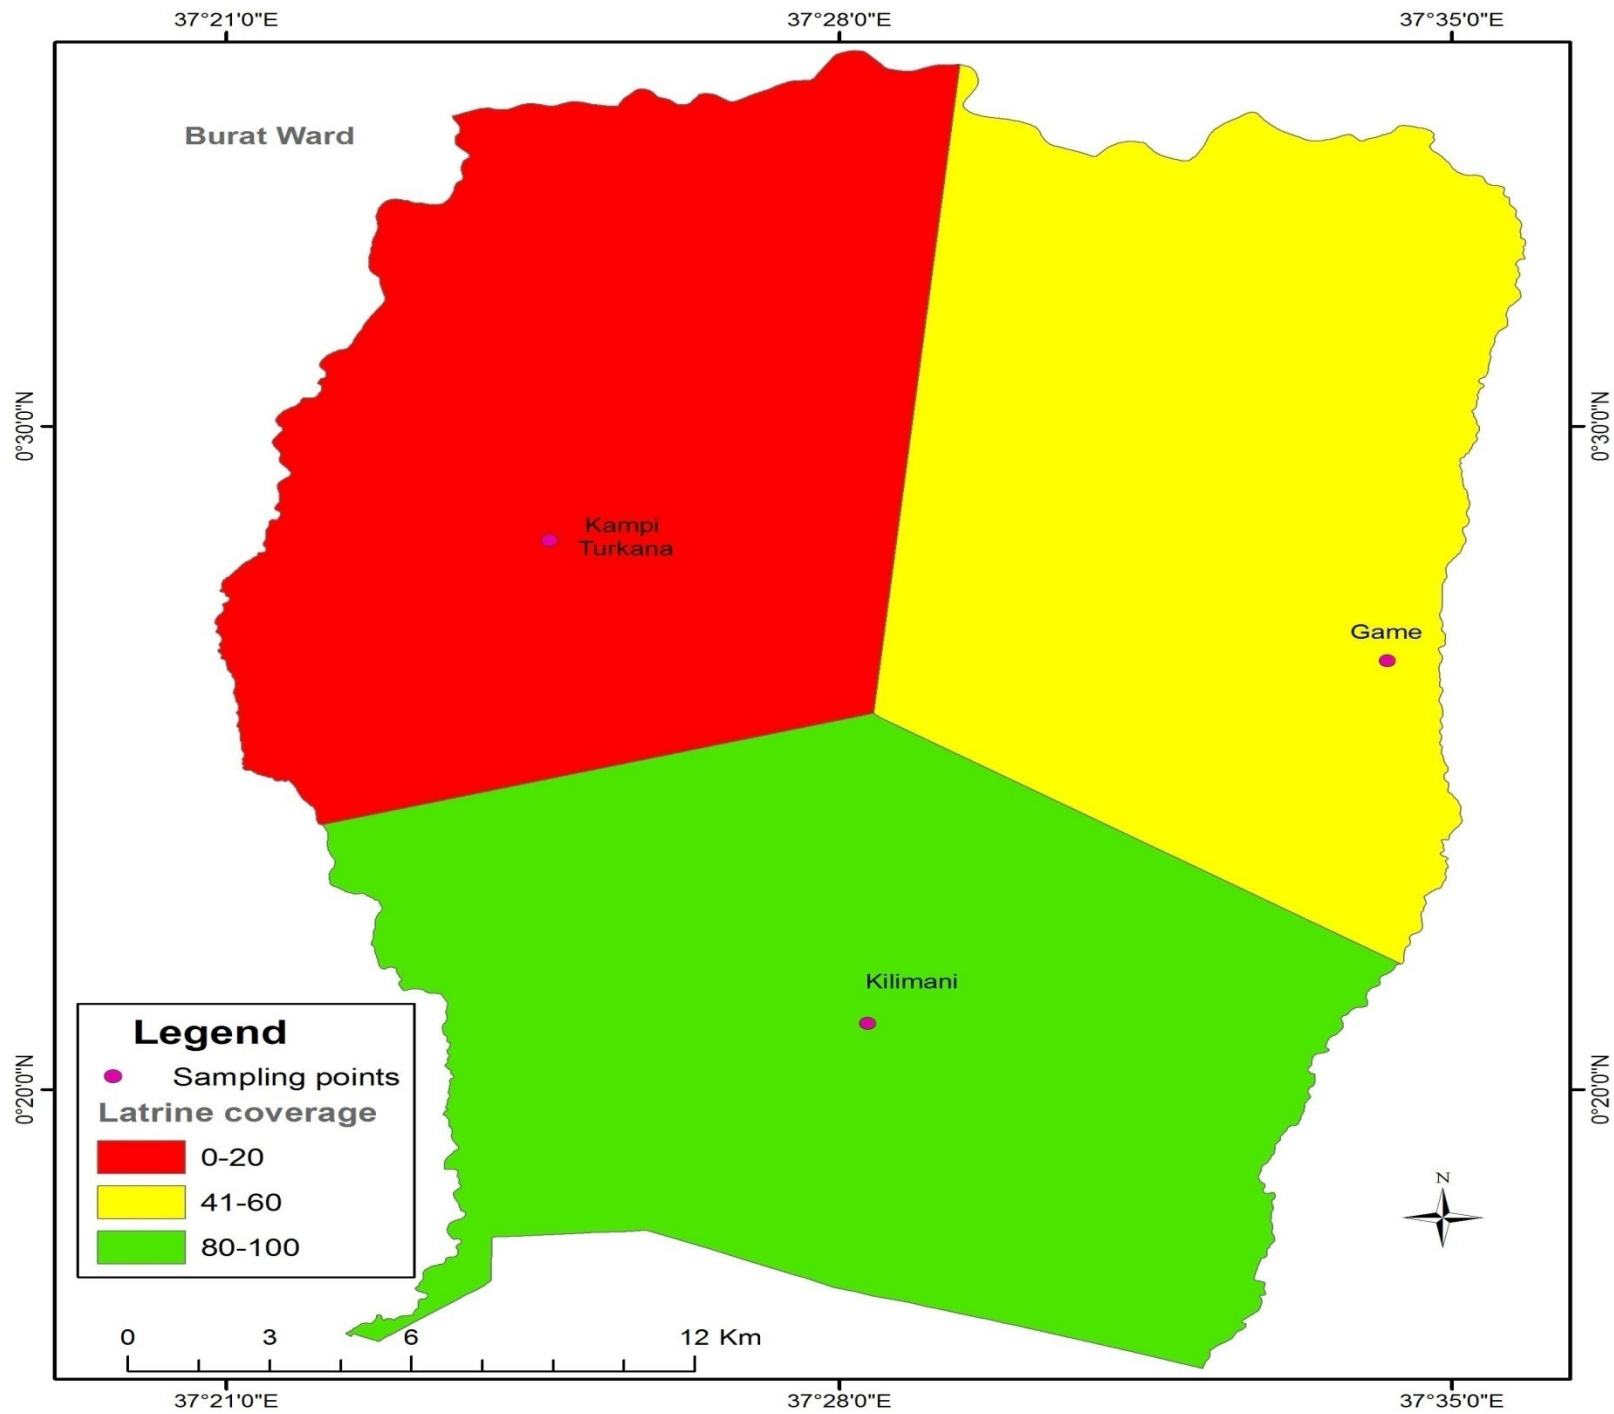 37°21'0"E
37°28'0"E
37°35'0"E
Burat Ward
0°30'0"N
0°30'0"N
Kampi
Turkana
Game
Kilimani
Legend
Sampling points
Latrine coverage
0-20
41-60
80-100
0°20'0"N
0°20'0"N
N
0 3 6 12 Km
37°21'0"E
37°28'0"E
37°35'0"E